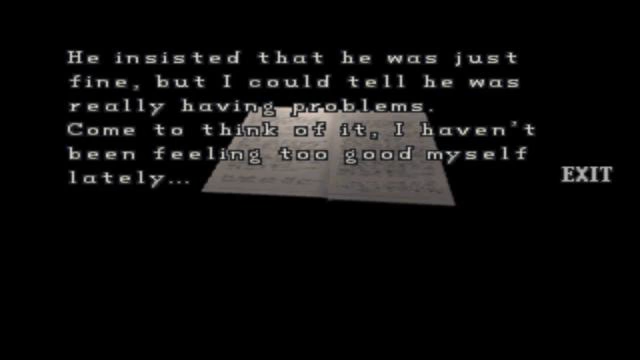 He insisted that he was just
fine, but I could tell he was
really having problems.
Come to think of it, I haven't
been feeling too good myself
lately...
EXIT